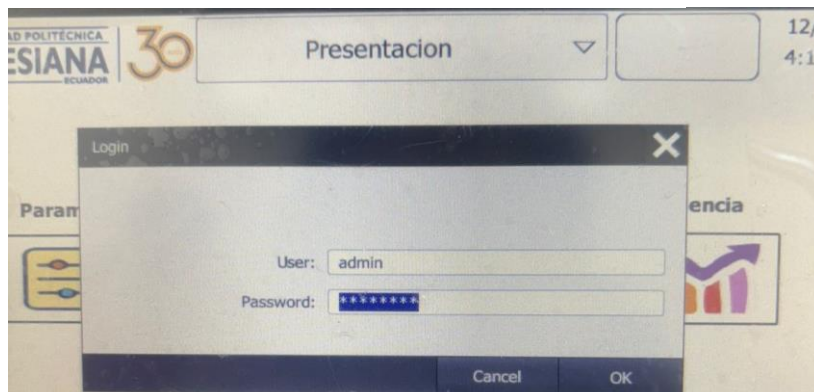 AD POLITÉCNICA
ESIANA
ECUADOR
30
Presentacion
12/
4:1
Login
Param
encia
User: admin
Password: ********
Cancel OK